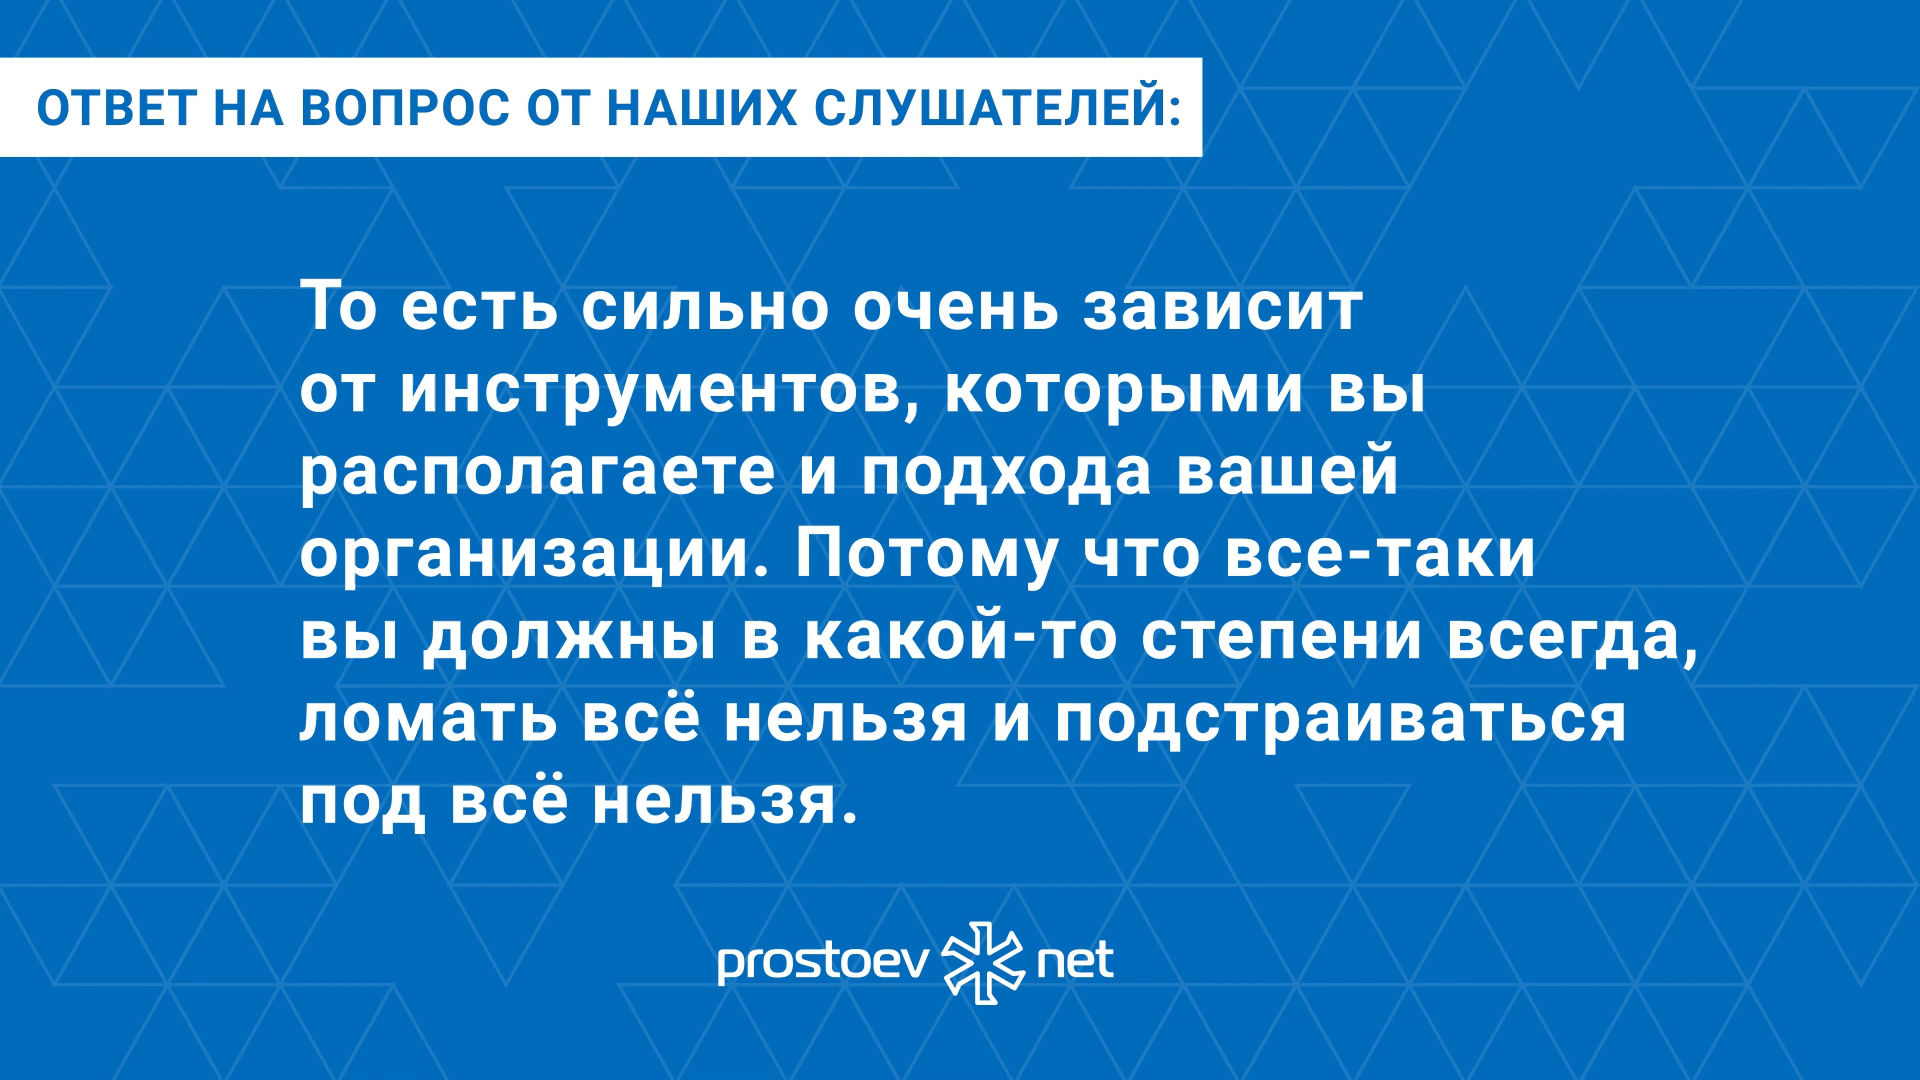 ОТВЕТ НА ВОПРОС ОТ НАШИХ СЛУШАТЕЛЕЙ:
То есть сильно очень зависит
от инструментов, которыми вы
располагаете и подхода вашей
организации. Потому что все-таки
вы должны в какой-то степени всегда,
ломать всё нельзя и подстраиваться
под всё нельзя.
prostoev net